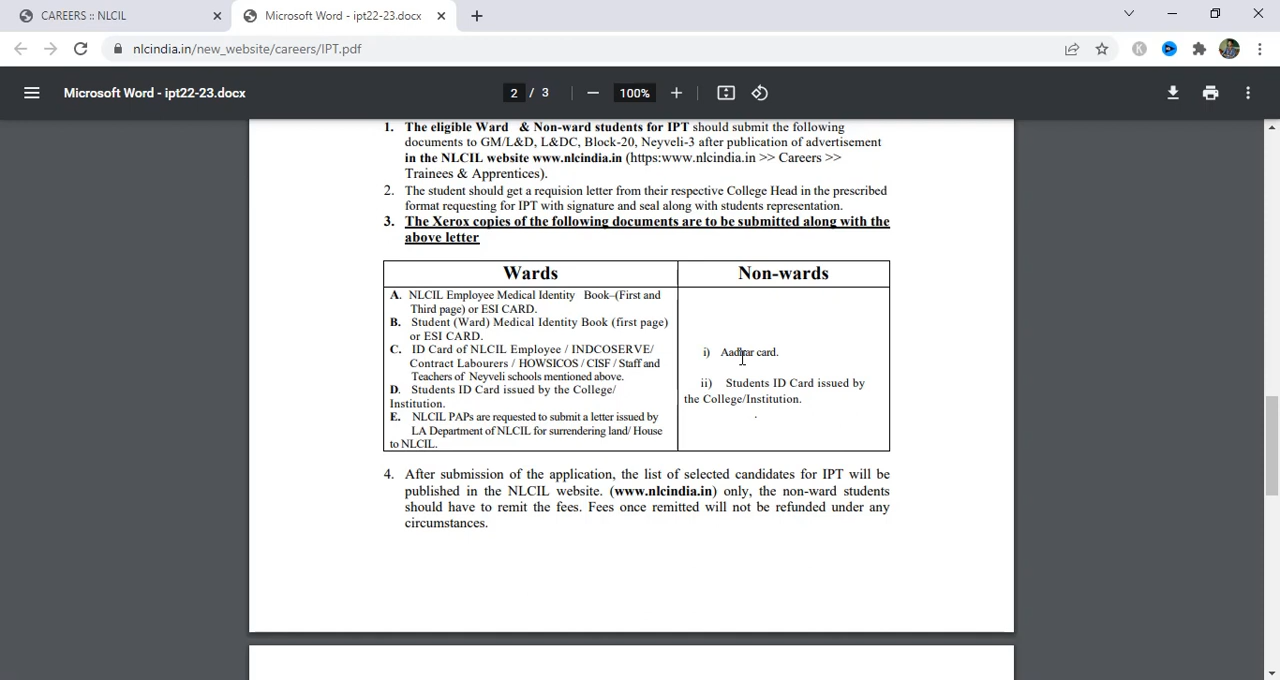 CAREERS :: NLCIL
Microsoft Word - ipt22-23.docx
nlcindia.in/new_website/careers/IPT.pdf
K
Microsoft Word - ipt22-23.docx
2 / 3
100%
1. The eligible Ward & Non-ward students for IPT should submit the following
documents to GM/L&D, L&DC, Block-20, Neyveli-3 after publication of advertisement
in the NLCIL website www.nlcindia.in (https:www.nlcindia.in >> Careers >>
Trainees & Apprentices).
2. The student should get a requision letter from their respective College Head in the prescribed
format requesting for IPT with signature and seal along with students representation.
3. The Xerox copies of the following documents are to be submitted along with the
above letter
Wards
Non-wards
A. NLCIL Employee Medical Identity Book–(First and
Third page) or ESI CARD.
B. Student (Ward) Medical Identity Book (first page)
or ESI CARD.
C. ID Card of NLCIL Employee / INDCOSERVE/
Contract Labourers / HOWSICOS / CISF / Staff and
Teachers of Neyveli schools mentioned above.
D. Students ID Card issued by the College/
Institution.
E. NLCIL PAPs are requested to submit a letter issued by
LA Department of NLCIL for surrendering land/ House
to NLCIL.
i) Aadhar card.
ii) Students ID Card issued by
the College/Institution.
.
4. After submission of the application, the list of selected candidates for IPT will be
published in the NLCIL website. (www.nlcindia.in) only, the non-ward students
should have to remit the fees. Fees once remitted will not be refunded under any
circumstances.